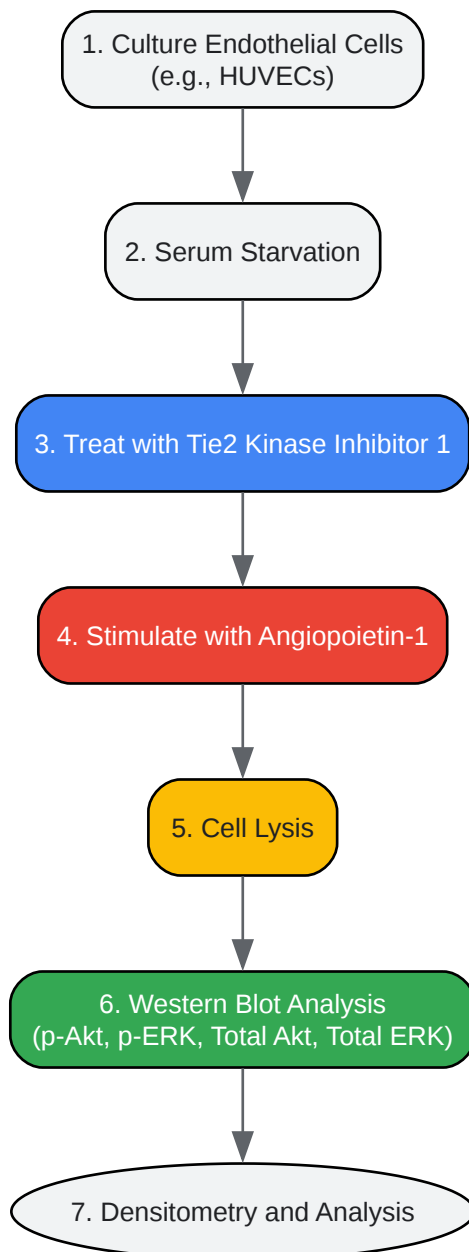 1. Culture Endothelial Cells
(e.g., HUVECs)
2. Serum Starvation
3. Treat with Tie2 Kinase Inhibitor 1
4. Stimulate with Angiopoietin-1
5. Cell Lysis
6. Western Blot Analysis
(p-Akt, p-ERK, Total Akt, Total ERK)
7. Densitometry and Analysis